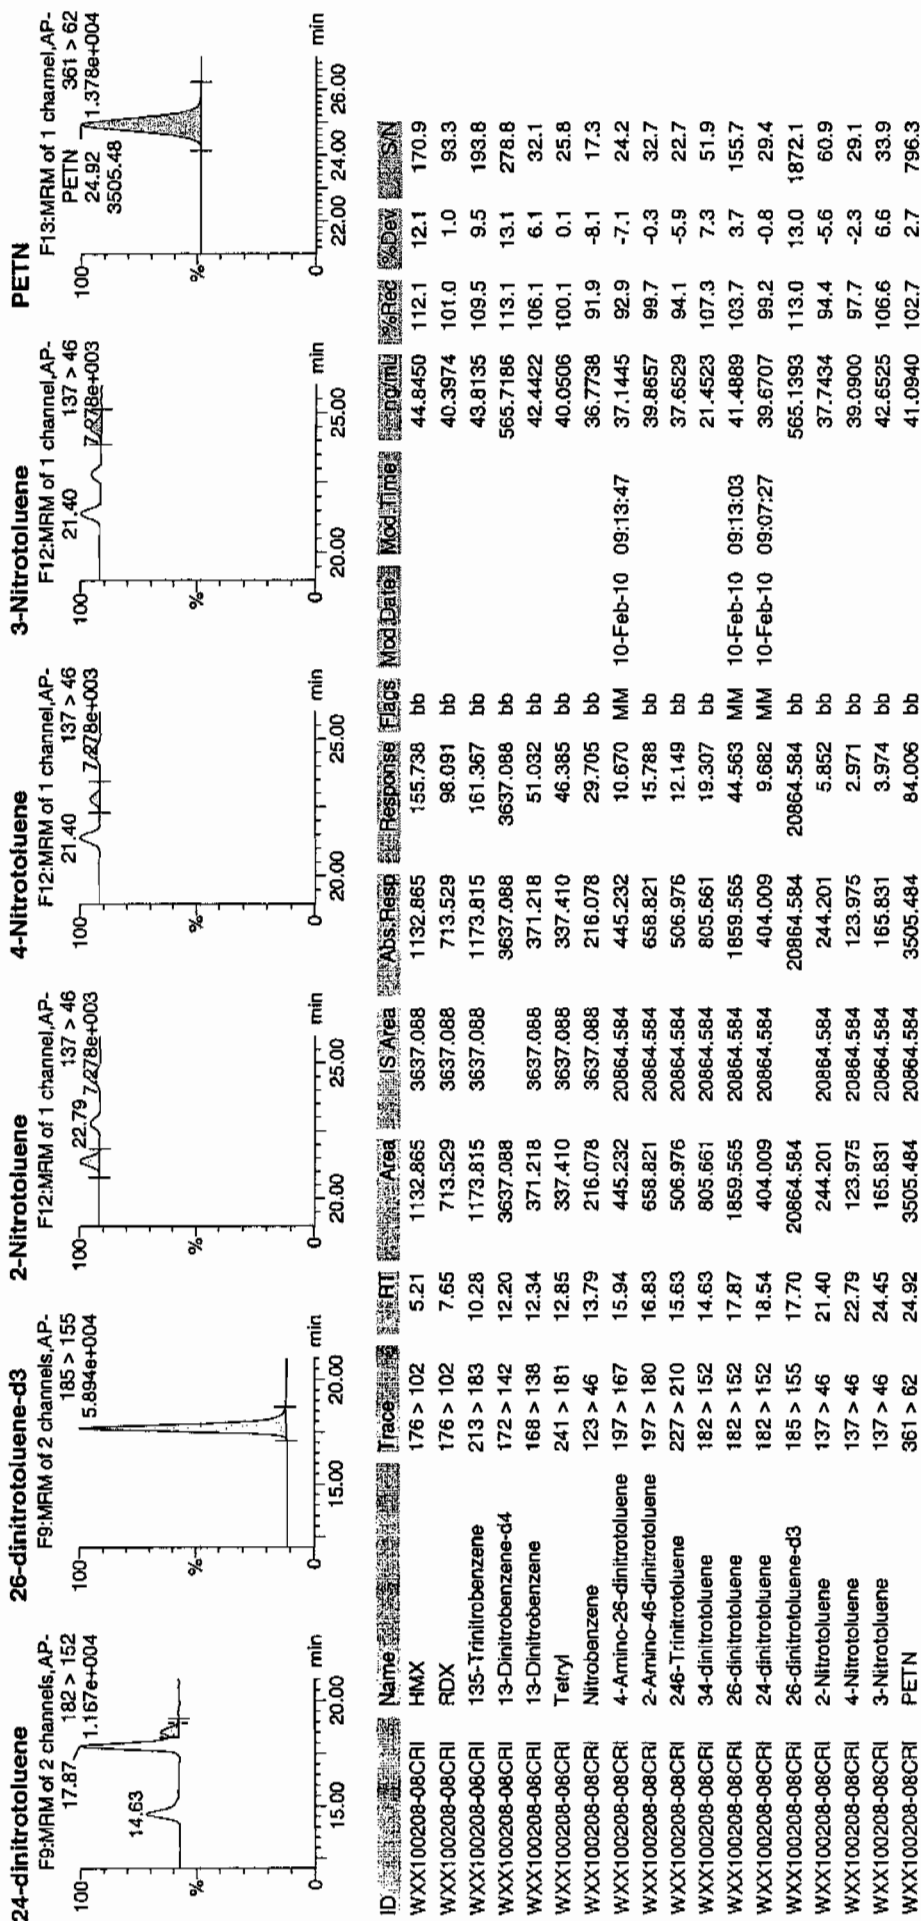 24-dinitrotoluene
F9:MRM of 2 channels,AP-
182 > 152
17.87
1.167e+004
100
14.63
%
0
15.00
20.00
min
26-dinitrotoluene-d3
F9:MRM of 2 channels,AP-
185 > 155
5.894e+004
100
%
0
15.00
20.00
min
2-Nitrotoluene
F12:MRM of 1 channel,AP-
137 > 46
22.79
7.278e+003
100
%
0
20.00
25.00
min
4-Nitrotoluene
F12:MRM of 1 channel,AP-
137 > 46
21.40
7.278e+003
100
%
0
20.00
25.00
min
3-Nitrotoluene
F12:MRM of 1 channel,AP-
137 > 46
21.40
7.278e+003
100
%
0
20.00
25.00
min
PETN
F13:MRM of 1 channel,AP-
PETN
361 > 62
24.92
1.378e+004
3505.48
100
%
0
22.00
24.00
26.00
min
ID Name Trace RT Area IS Area Abs.Resp Response Flags Mod.Date Mod.Time ng/mL %Rec %Dev S/N
WXX100208-08CRI HMX 176 > 102 5.21 1132.865 3637.088 1132.865 155.738 bb 44.8450 112.1 12.1 170.9
WXX100208-08CRI RDX 176 > 102 7.65 713.529 3637.088 713.529 98.091 bb 40.3974 101.0 1.0 93.3
WXX100208-08CRI 135-Trinitrobenzene 213 > 183 10.28 1173.815 3637.088 1173.815 161.367 bb 43.8135 109.5 9.5 193.8
WXX100208-08CRI 13-Dinitrobenzene-d4 172 > 142 12.20 3637.088 3637.088 3637.088 bb 565.7186 113.1 13.1 278.8
WXX100208-08CRI 13-Dinitrobenzene 168 > 138 12.34 371.218 3637.088 371.218 51.032 bb 42.4422 106.1 6.1 32.1
WXX100208-08CRI Tetryl 241 > 181 12.85 337.410 3637.088 337.410 46.385 bb 40.0506 100.1 0.1 25.8
WXX100208-08CRI Nitrobenzene 123 > 46 13.79 216.078 3637.088 216.078 29.705 bb 36.7738 91.9 -8.1 17.3
WXX100208-08CRI 4-Amino-26-dinitrotoluene 197 > 167 15.94 445.232 20864.584 445.232 10.670 MM 10-Feb-10 09:13:47 37.1445 92.9 -7.1 24.2
WXX100208-08CRI 2-Amino-46-dinitrotoluene 197 > 180 16.83 658.821 20864.584 658.821 15.788 bb 39.8657 99.7 -0.3 32.7
WXX100208-08CRI 246-Trinitrotoluene 227 > 210 15.63 506.976 20864.584 506.976 12.149 bb 37.6529 94.1 -5.9 22.7
WXX100208-08CRI 34-dinitrotoluene 182 > 152 14.63 805.661 20864.584 805.661 19.307 bb 21.4523 107.3 7.3 51.9
WXX100208-08CRI 26-dinitrotoluene 182 > 152 17.87 1859.565 20864.584 1859.565 44.563 MM 10-Feb-10 09:13:03 41.4889 103.7 3.7 155.7
WXX100208-08CRI 24-dinitrotoluene 182 > 152 18.54 404.009 20864.584 404.009 9.682 MM 10-Feb-10 09:07:27 39.6707 99.2 -0.8 29.4
WXX100208-08CRI 26-dinitrotoluene-d3 185 > 155 17.70 20864.584 20864.584 20864.584 bb 565.1393 113.0 13.0 1872.1
WXX100208-08CRI 2-Nitrotoluene 137 > 46 21.40 244.201 20864.584 244.201 5.852 bb 37.7434 94.4 -5.6 60.9
WXX100208-08CRI 4-Nitrotoluene 137 > 46 22.79 123.975 20864.584 123.975 2.971 bb 39.0900 97.7 -2.3 29.1
WXX100208-08CRI 3-Nitrotoluene 137 > 46 24.45 165.831 20864.584 165.831 3.974 bb 42.6525 106.6 6.6 33.9
WXX100208-08CRI PETN 361 > 62 24.92 3505.484 20864.584 3505.484 84.006 bb 41.0940 102.7 2.7 796.3